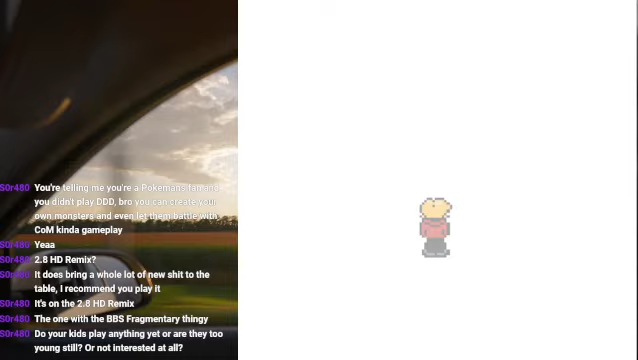 S0r480 You're telling me you're a Pokemans fan and
you didn't play DDD, bro you can create your
own monsters and even let them battle with
CoM kinda gameplay
S0r480 Yeaa
S0r480 2.8 HD Remix?
S0r480 It does bring a whole lot of new shit to the
table, I recommend you play it
S0r480 It's on the 2.8 HD Remix
S0r480 The one with the BBS Fragmentary thingy
S0r480 Do your kids play anything yet or are they too
young still? Or not interested at all?